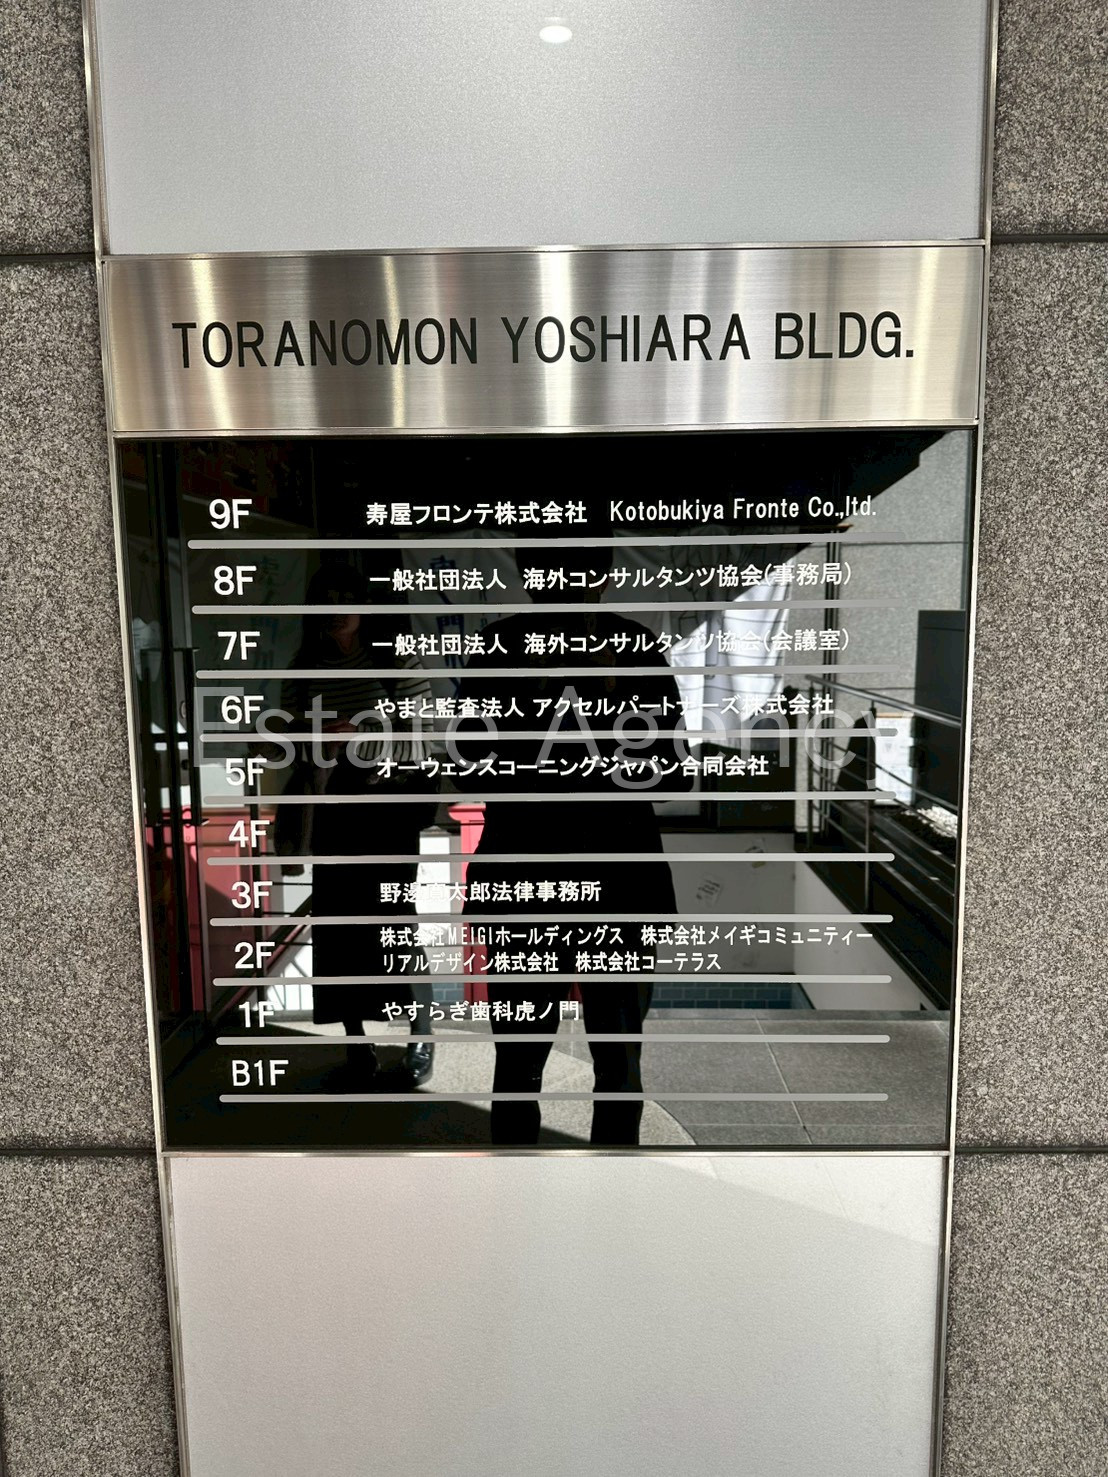 TORANOMON YOSHIARA BLDG.
9F 寿屋フロンテ株式会社 Kotobukiya Fronte Co.,ltd.
8F 一般社団法人 海外コンサルタンツ協会(事務局)
7F 一般社団法人 海外コンサルタンツ協会(会議室)
6F やまと監査法人 アクセルパートナーズ株式会社
Estate Agency
5F オーウェンスコーニングジャパン合同会社
4F
3F 野邊直太郎法律事務所
2F 株式会社MEIGIホールディングス 株式会社メイギコミュニティー
リアルデザイン株式会社 株式会社コーテラス
1F やすらぎ歯科虎ノ門
B1F